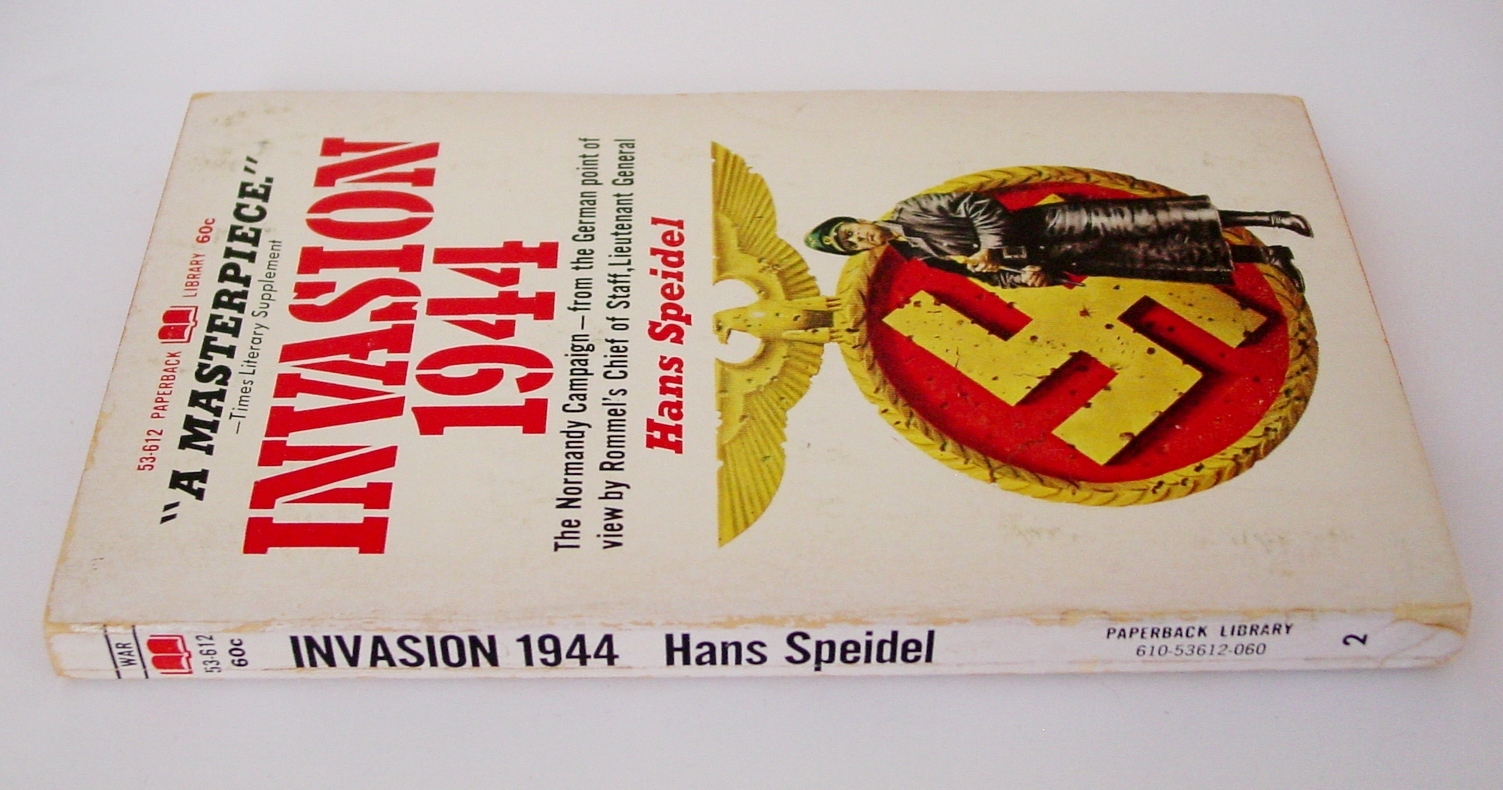 53-612 PAPERBACK LIBRARY 60c
"A MASTERPIECE."
—Times Literary Supplement
INVASION
1944
The Normandy Campaign—from the German point of
view by Rommel's Chief of Staff, Lieutenant General
Hans Speidel
WAR
53-612
60c
INVASION 1944 Hans Speidel
PAPERBACK LIBRARY
610-53612-060
2